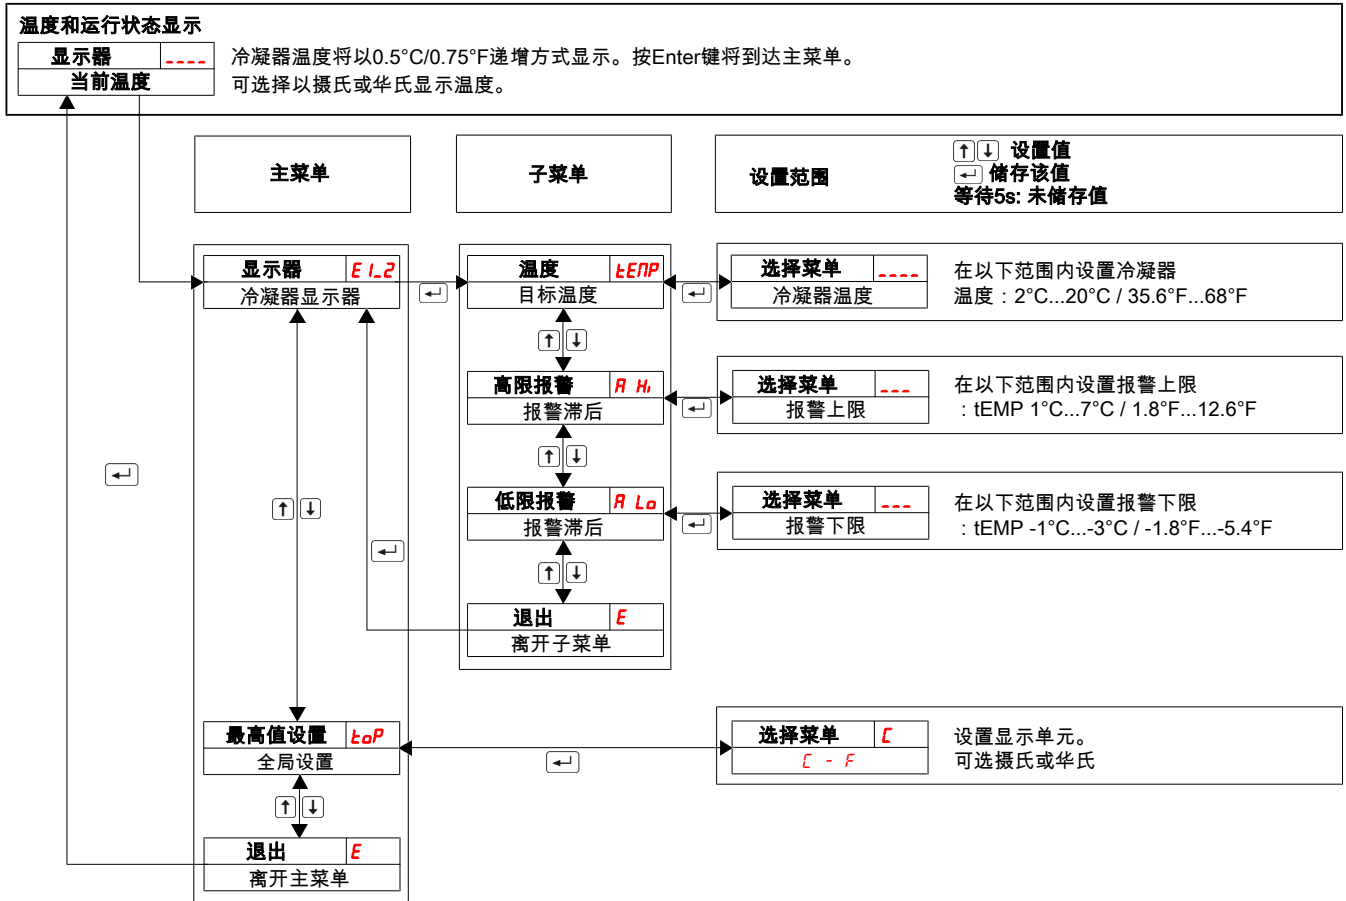 温度和运行状态显示
显示器 ----
当前温度
冷凝器温度将以0.5°C/0.75°F递增方式显示。按Enter键将到达主菜单。
可选择以摄氏或华氏显示温度。
主菜单
子菜单
设置范围
↑ ↓ 设置值
↵ 储存该值
等待5s: 未储存值
显示器 E1_2
冷凝器显示器
↵
温度 tEMP
目标温度
↵
选择菜单 ----
冷凝器温度
在以下范围内设置冷凝器
温度：2°C...20°C / 35.6°F...68°F
↑ ↓
高限报警 A Hi
报警滞后
↵
选择菜单 ---
报警上限
在以下范围内设置报警上限
：tEMP 1°C...7°C / 1.8°F...12.6°F
↑ ↓
↵
↑ ↓
低限报警 A Lo
报警滞后
↵
选择菜单 ---
报警下限
在以下范围内设置报警下限
：tEMP -1°C...-3°C / -1.8°F...-5.4°F
↵
↑ ↓
退出 E
离开子菜单
最高值设置 toP
全局设置
↵
选择菜单 C
C - F
设置显示单元。
可选摄氏或华氏
↑ ↓
退出 E
离开主菜单